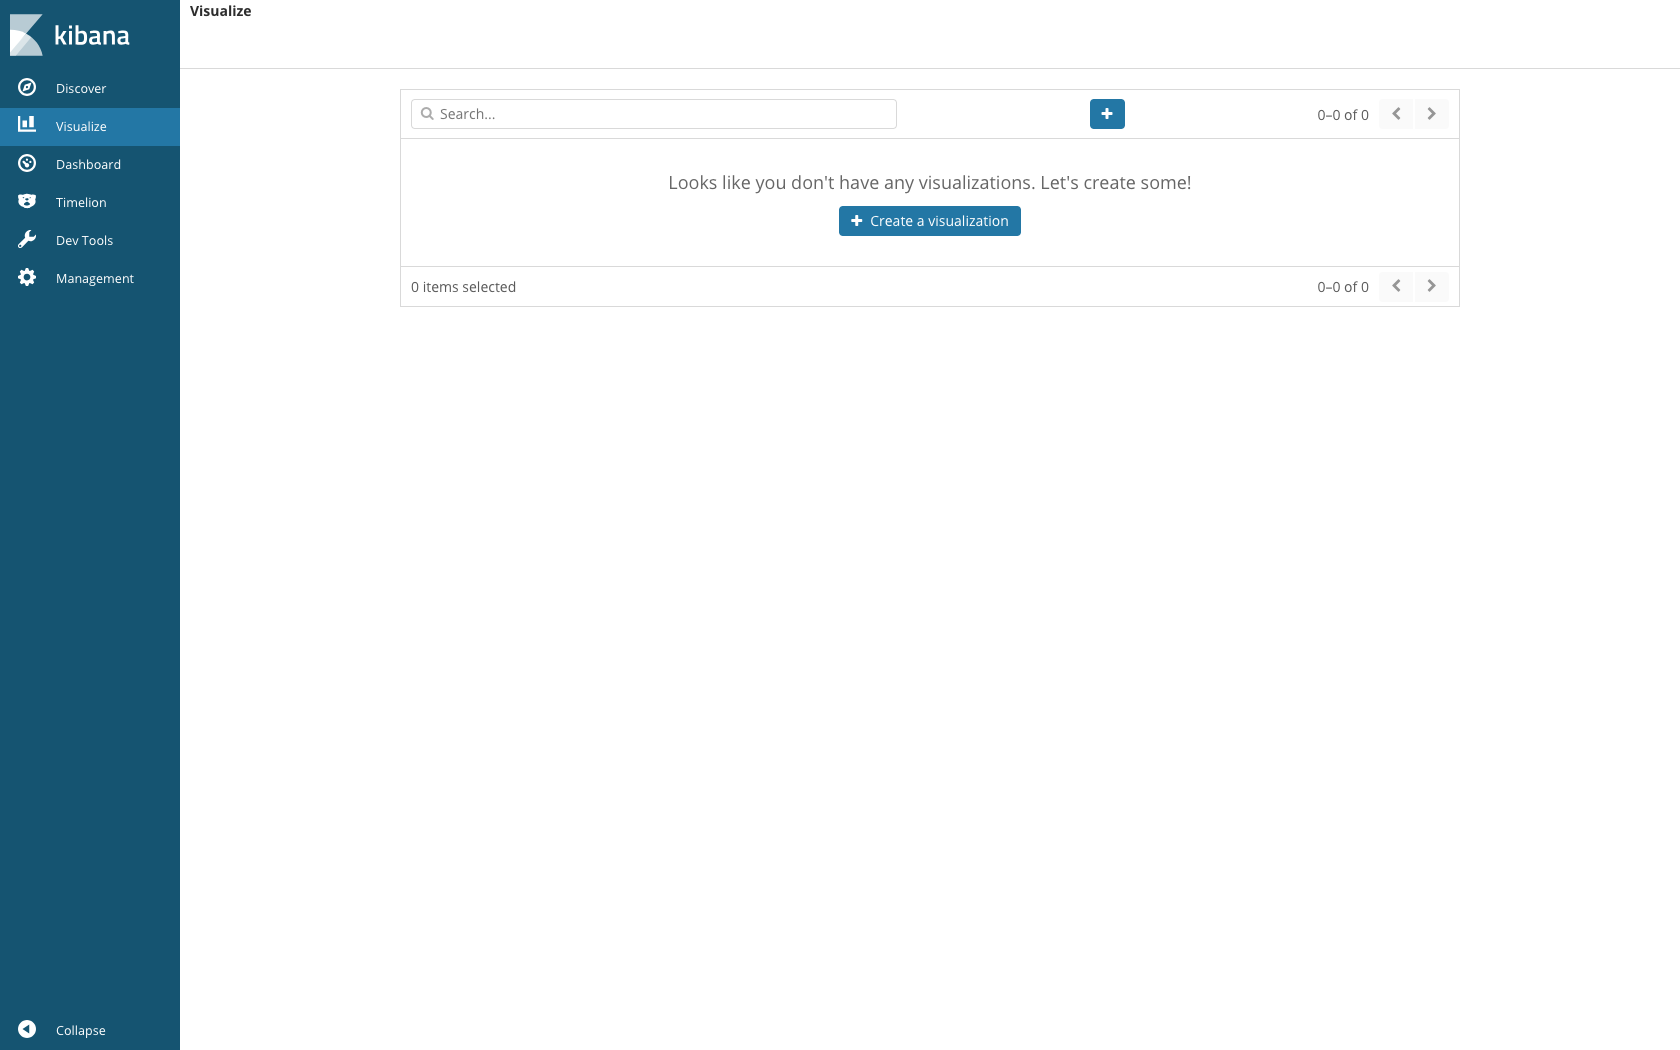 kibana
Discover
Visualize
Dashboard
Timelion
Dev Tools
Management
Collapse
Visualize
Search...
0–0 of 0
Looks like you don't have any visualizations. Let's create some!
Create a visualization
0 items selected
0–0 of 0